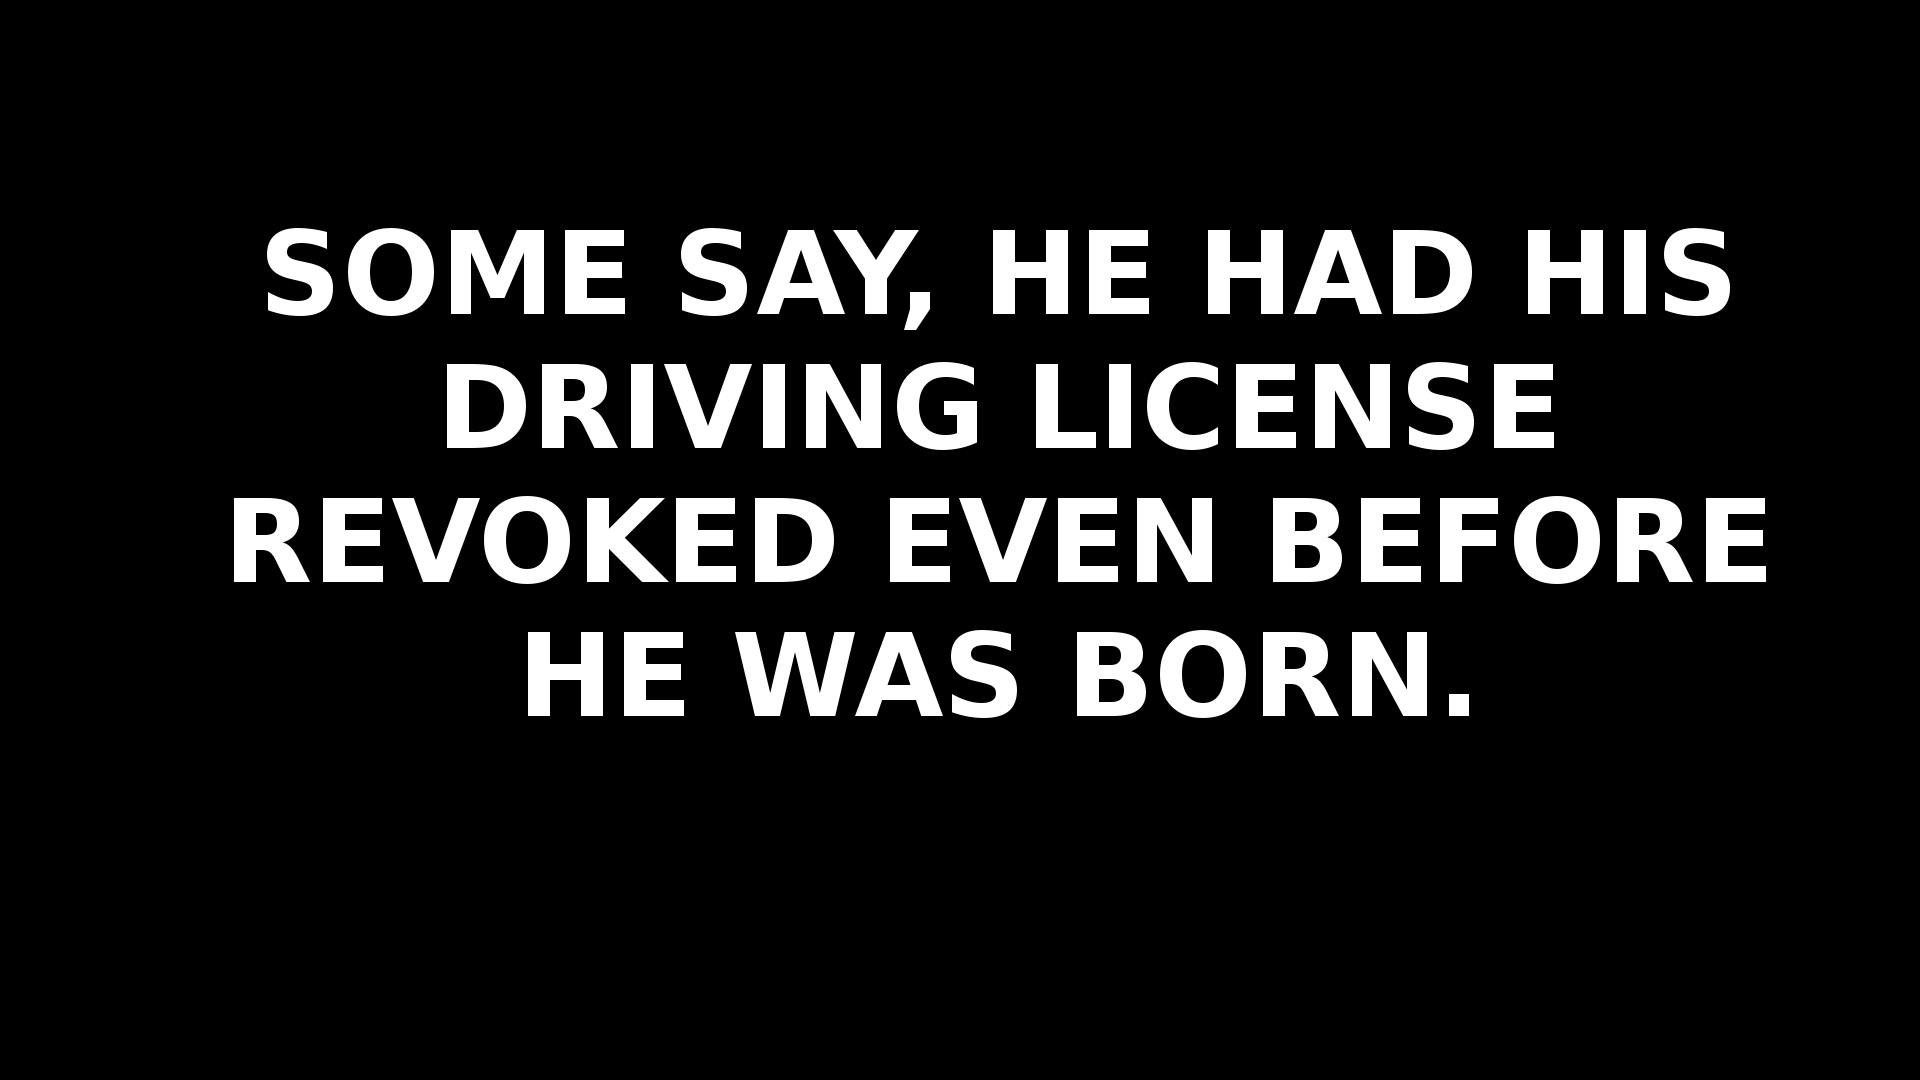 SOME SAY, HE HAD HIS
DRIVING LICENSE
REVOKED EVEN BEFORE
HE WAS BORN.